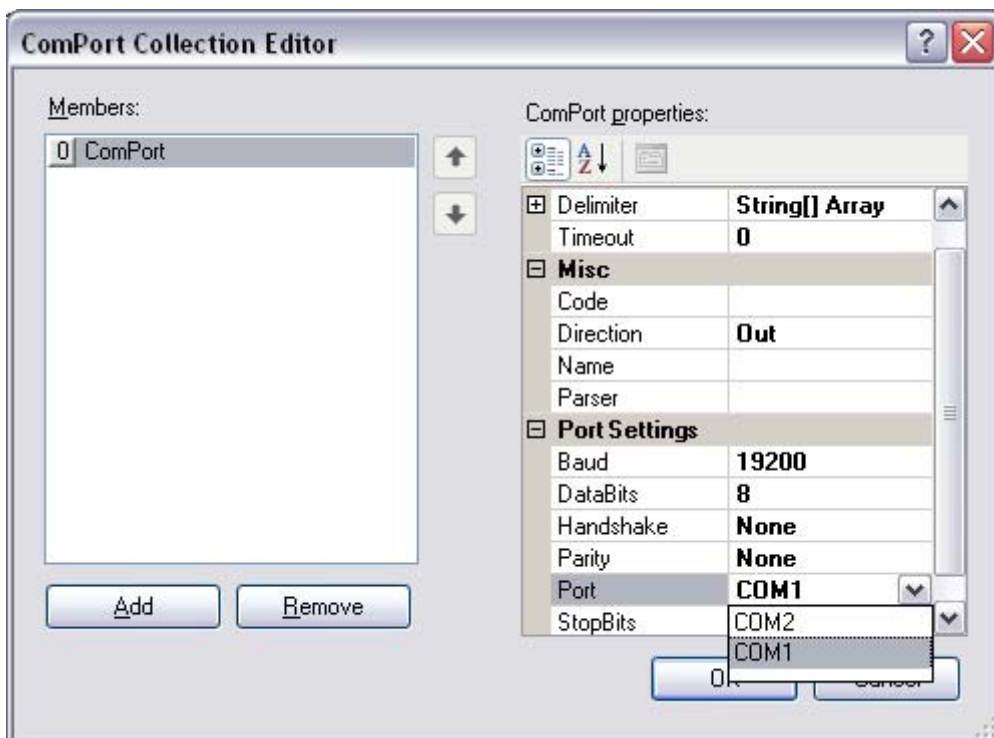 ComPort Collection Editor
Members:
0 ComPort
Add
Remove
ComPort properties:
Delimiter String[] Array
Timeout 0
Misc
Code
Direction Out
Name
Parser
Port Settings
Baud 19200
DataBits 8
Handshake None
Parity None
Port COM1
StopBits
COM2
COM1